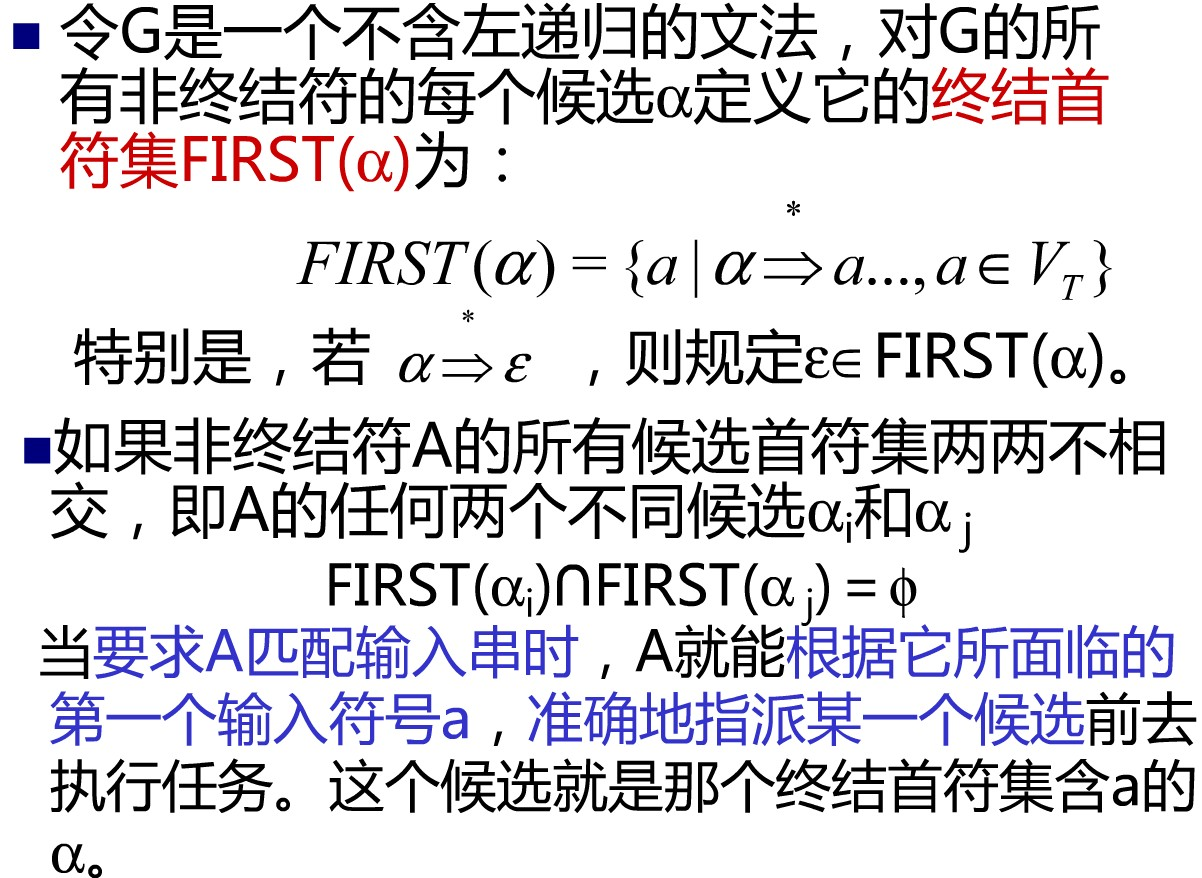 ■ 令G是一个不含左递归的文法，对G的所
有非终结符的每个候选α定义它的终结首
符集FIRST(α)为：
FIRST(α) = {a | α ⇒* a..., a ∈ V_T}
特别是，若 α ⇒* ε ，则规定ε∈FIRST(α)。
■如果非终结符A的所有候选首符集两两不相
交，即A的任何两个不同候选αi和α j
FIRST(αi)∩FIRST(α j) = ϕ
当要求A匹配输入串时，A就能根据它所面临的
第一个输入符号a，准确地指派某一个候选前去
执行任务。这个候选就是那个终结首符集含a的
α。